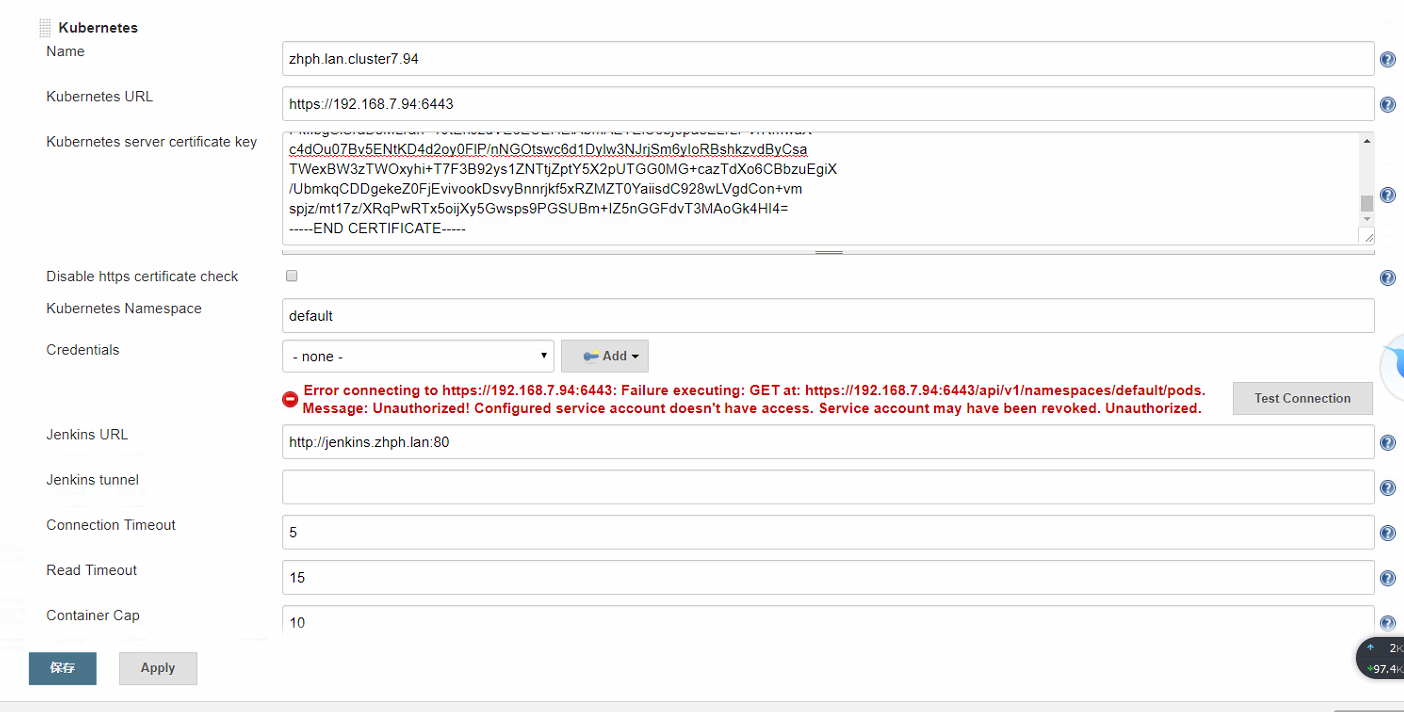 Kubernetes
Name
zhph.lan.cluster7.94
Kubernetes URL
https://192.168.7.94:6443
Kubernetes server certificate key
c4dOu07Bv5ENtKD4d2oy0FlP/nNGOtswc6d1Dylw3NJrjSm6yIoRBshkzvdByCsa
TWexBW3zTWOxyhi+T7F3B92ys1ZNTtjZptY5X2pUTGG0MG+cazTdXo6CBbzuEgiX
/UbmkqCDDgekeZ0FjEvivookDsvyBnnrjkf5xRZMZT0YaiisdC928wLVgdCon+vm
spjz/mt17z/XRqPwRTx5oijXy5Gwsps9PGSUBm+IZ5nGGFdvT3MAoGk4HI4=
-----END CERTIFICATE-----
Disable https certificate check
Kubernetes Namespace
default
Credentials
- none -
Add
Error connecting to https://192.168.7.94:6443: Failure executing: GET at: https://192.168.7.94:6443/api/v1/namespaces/default/pods.
Message: Unauthorized! Configured service account doesn't have access. Service account may have been revoked. Unauthorized.
Test Connection
Jenkins URL
http://jenkins.zhph.lan:80
Jenkins tunnel
Connection Timeout
5
Read Timeout
15
Container Cap
10
保存
Apply
2K
97.4K